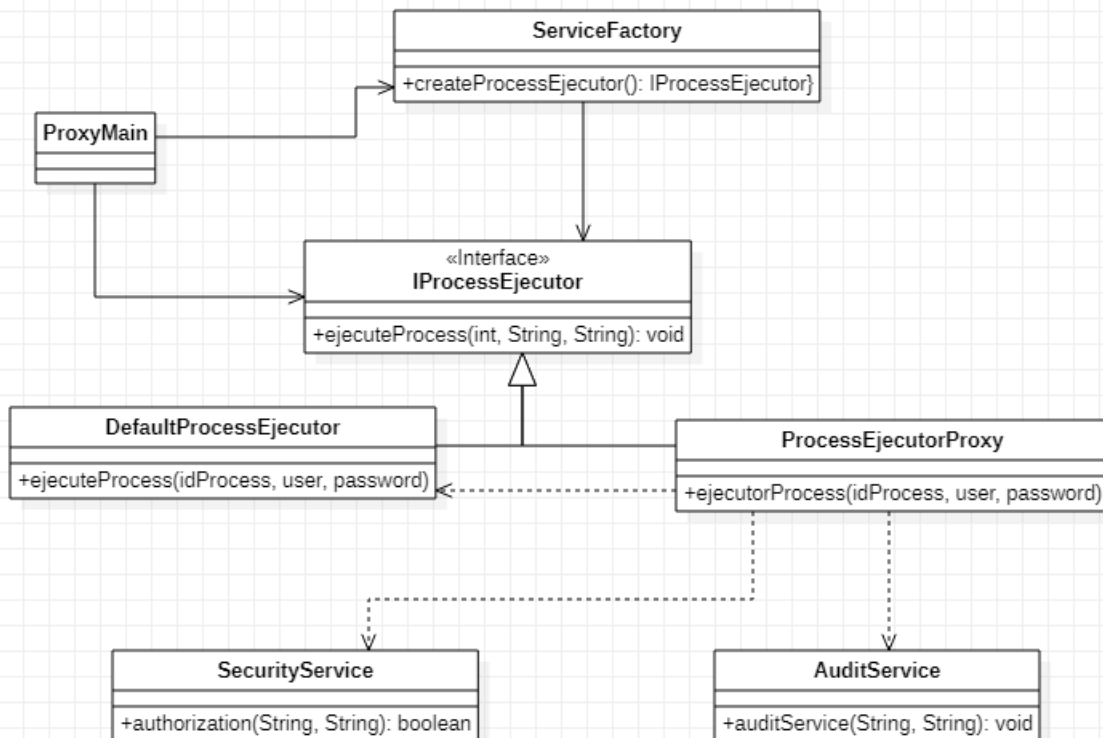 ServiceFactory
+createProcessEjecutor(): IProcessEjecutor}
ProxyMain
«Interface»
IProcessEjecutor
+ejecuteProcess(int, String, String): void
DefaultProcessEjecutor
+ejecuteProcess(idProcess, user, password)
ProcessEjecutorProxy
+ejecutorProcess(idProcess, user, password)
SecurityService
+authorization(String, String): boolean
AuditService
+auditService(String, String): void